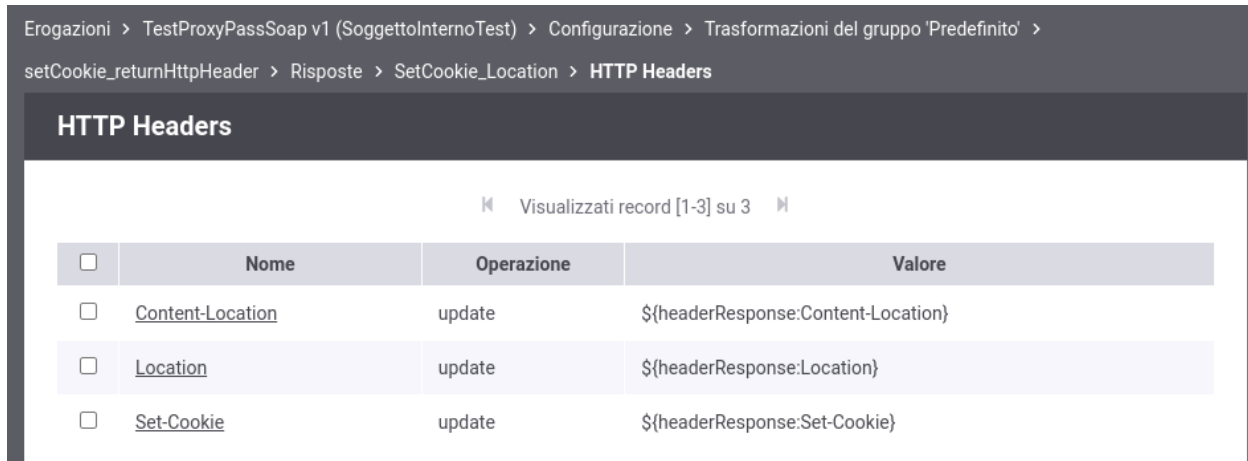 Erogazioni > TestProxyPassSoap v1 (SoggettoInternoTest) > Configurazione > Trasformazioni del gruppo 'Predefinito' >
setCookie_returnHttpHeader > Risposte > SetCookie_Location > HTTP Headers
HTTP Headers
Visualizzati record [1-3] su 3
Nome Operazione Valore
Content-Location update ${headerResponse:Content-Location}
Location update ${headerResponse:Location}
Set-Cookie update ${headerResponse:Set-Cookie}